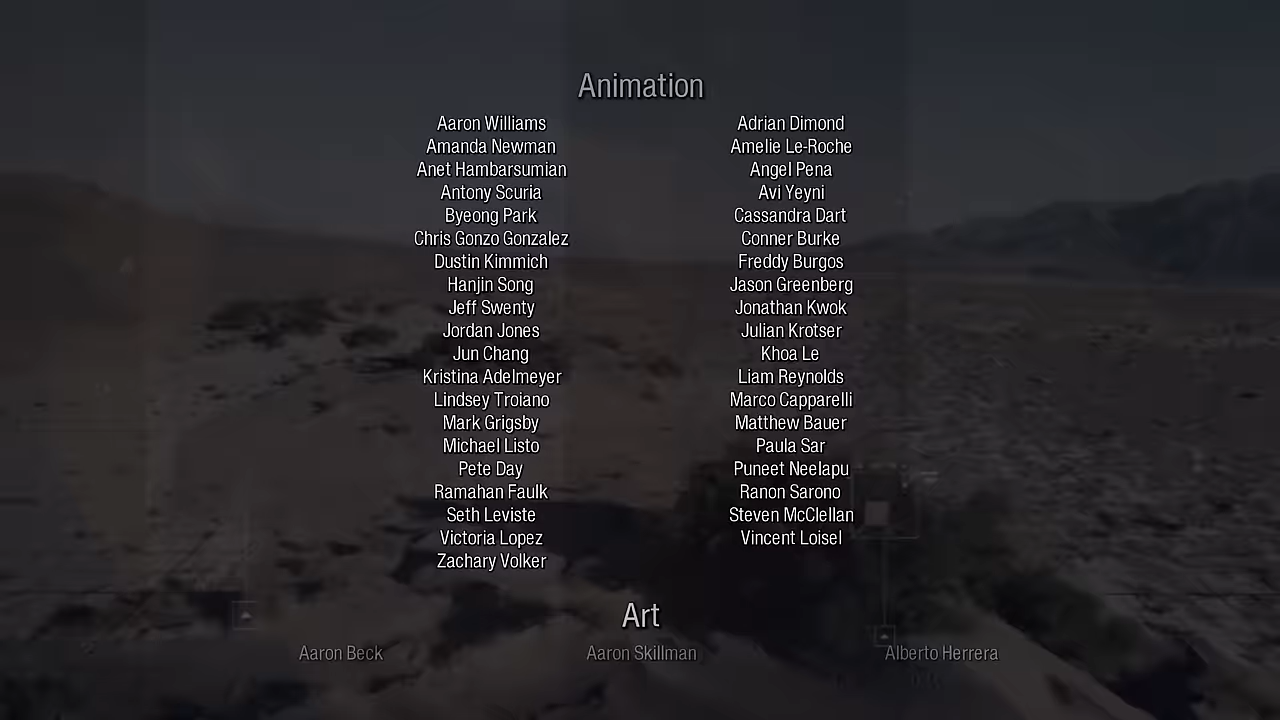 Animation
Aaron Williams
Amanda Newman
Anet Hambarsumian
Antony Scuria
Byeong Park
Chris Gonzo Gonzalez
Dustin Kimmich
Hanjin Song
Jeff Swenty
Jordan Jones
Jun Chang
Kristina Adelmeyer
Lindsey Troiano
Mark Grigsby
Michael Listo
Pete Day
Ramahan Faulk
Seth Leviste
Victoria Lopez
Zachary Volker
Adrian Dimond
Amelie Le-Roche
Angel Pena
Avi Yeyni
Cassandra Dart
Conner Burke
Freddy Burgos
Jason Greenberg
Jonathan Kwok
Julian Krotser
Khoa Le
Liam Reynolds
Marco Capparelli
Matthew Bauer
Paula Sar
Puneet Neelapu
Ranon Sarono
Steven McClellan
Vincent Loisel
Art
Aaron Beck
Aaron Skillman
Alberto Herrera